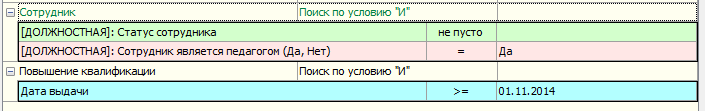 Сотрудник Поиск по условию "И"
[ДОЛЖНОСТНАЯ]: Статус сотрудника не пусто
[ДОЛЖНОСТНАЯ]: Сотрудник является педагогом (Да, Нет) = Да
Повышение квалификации Поиск по условию "И"
Дата выдачи >= 01.11.2014